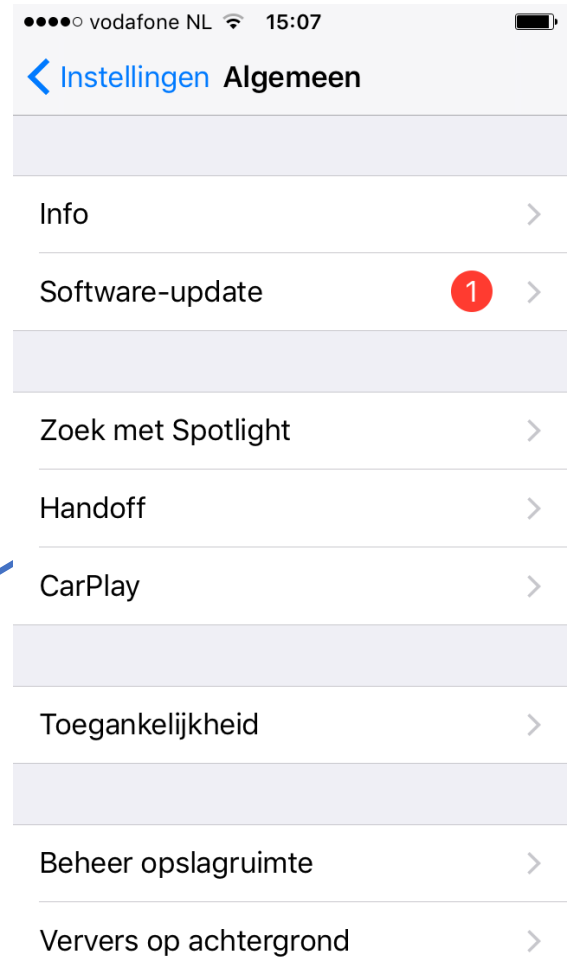 vodafone NL 15:07
Instellingen Algemeen
Info
Software-update 1
Zoek met Spotlight
Handoff
CarPlay
Toegankelijkheid
Beheer opslagruimte
Ververs op achtergrond